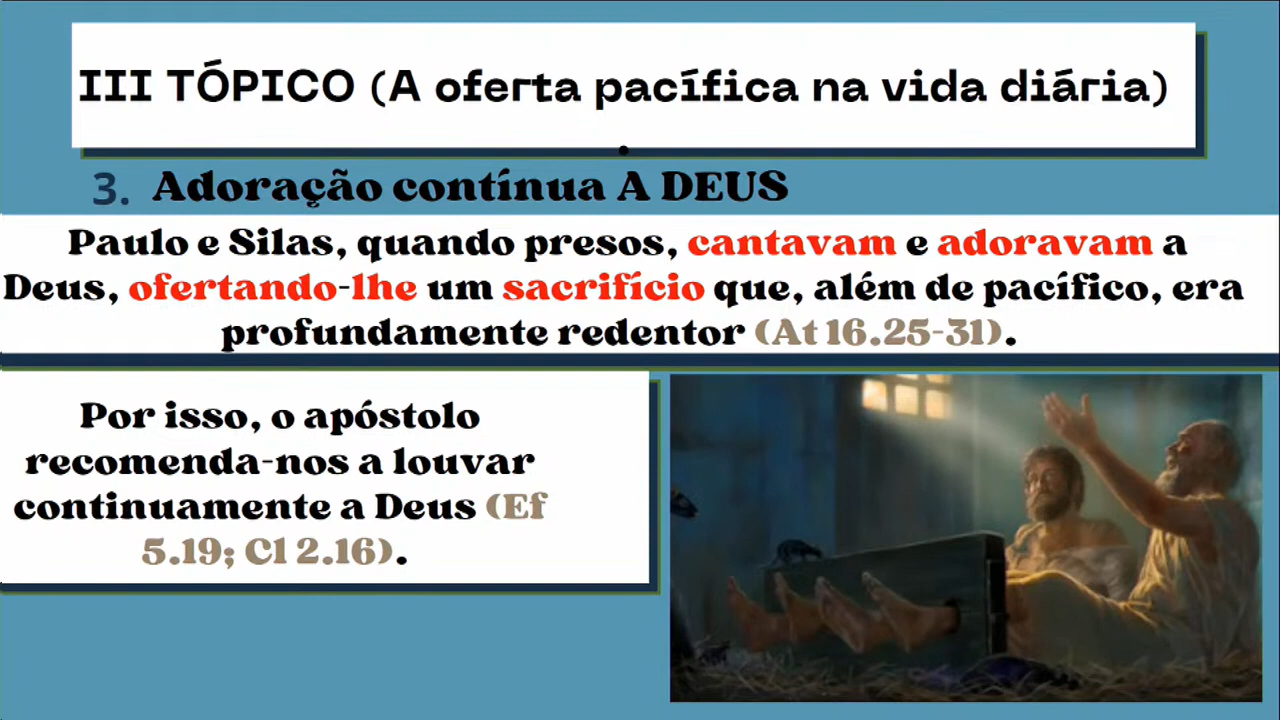 III TÓPICO (A oferta pacífica na vida diária)
.
3. Adoração contínua A DEUS
Paulo e Silas, quando presos, cantavam e adoravam a
Deus, ofertando-lhe um sacrifício que, além de pacífico, era
profundamente redentor (At 16.25-31).
Por isso, o apóstolo
recomenda-nos a louvar
continuamente a Deus (Ef
5.19; Cl 2.16).